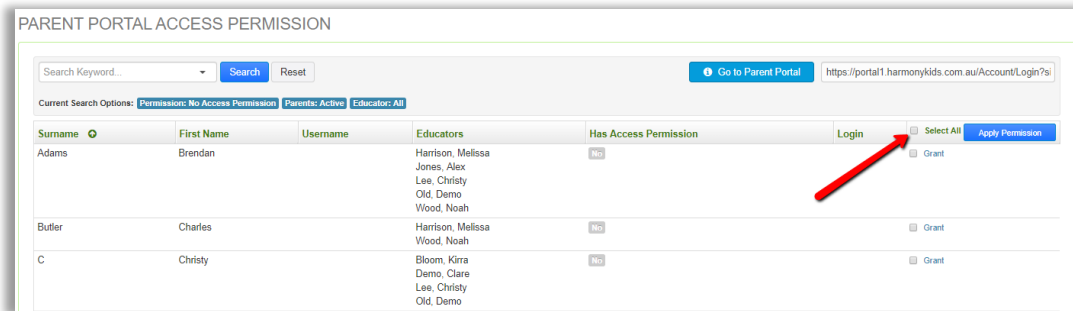 PARENT PORTAL ACCESS PERMISSION
Search Keyword... Search Reset Go to Parent Portal https://portal1.harmonykids.com.au/Account/Login?s
Current Search Options: Permission: No Access Permission Parents: Active Educator: All
Surname First Name Username Educators Has Access Permission Login Select All Apply Permission
Adams Brendan Harrison, Melissa No Grant
Jones, Alex
Lee, Christy
Old, Demo
Wood, Noah
Butler Charles Harrison, Melissa No Grant
Wood, Noah
C Christy Bloom, Kirra No Grant
Demo, Clare
Lee, Christy
Old, Demo